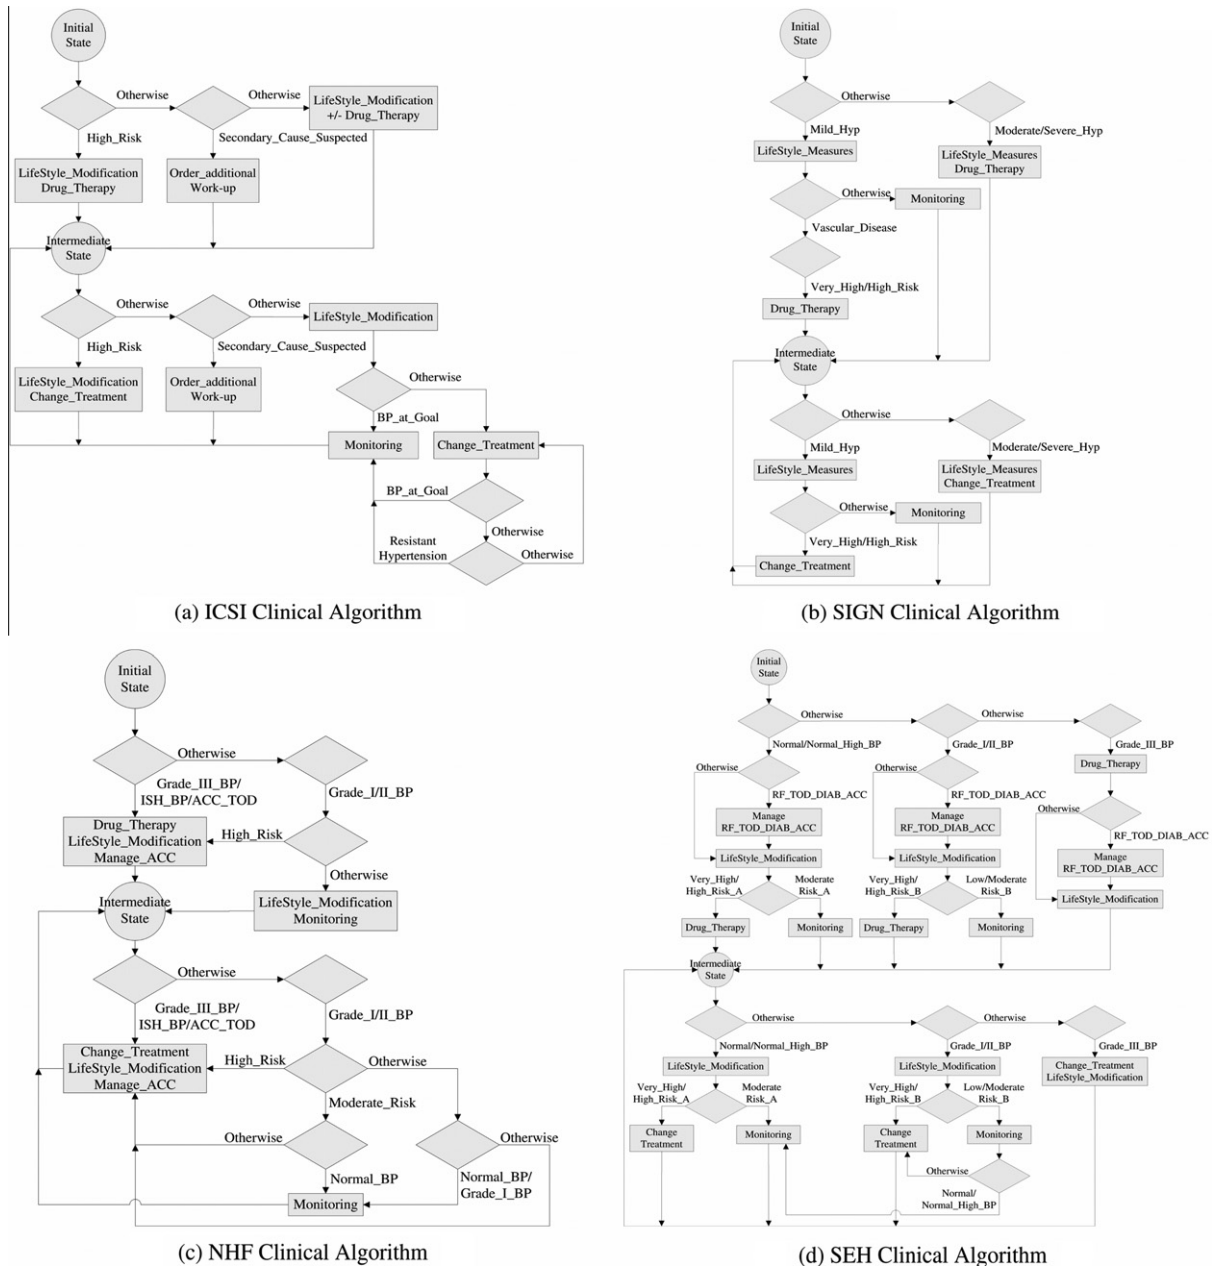 Initial
State
Otherwise
Otherwise
LifeStyle_Modification
+/- Drug_Therapy
High_Risk
Secondary_Cause_Suspected
LifeStyle_Modification
Drug_Therapy
Order_additional
Work-up
Intermediate
State
Otherwise
Otherwise
LifeStyle_Modification
High_Risk
Secondary_Cause_Suspected
LifeStyle_Modification
Change_Treatment
Order_additional
Work-up
Otherwise
BP_at_Goal
Monitoring
Change_Treatment
BP_at_Goal
Otherwise
Resistant
Hypertension
Otherwise
(a) ICSI Clinical Algorithm
Initial
State
Otherwise
Mild_Hyp
Moderate/Severe_Hyp
LifeStyle_Measures
LifeStyle_Measures
Drug_Therapy
Otherwise
Monitoring
Vascular_Disease
Very_High/High_Risk
Drug_Therapy
Intermediate
State
Otherwise
Mild_Hyp
Moderate/Severe_Hyp
LifeStyle_Measures
LifeStyle_Measures
Change_Treatment
Otherwise
Monitoring
Very_High/High_Risk
Change_Treatment
(b) SIGN Clinical Algorithm
Initial
State
Otherwise
Grade_III_BP/
ISH_BP/ACC_TOD
Grade_I/II_BP
Drug_Therapy
LifeStyle_Modification
Manage_ACC
High_Risk
Otherwise
Intermediate
State
LifeStyle_Modification
Monitoring
Otherwise
Grade_III_BP/
ISH_BP/ACC_TOD
Grade_I/II_BP
Change_Treatment
LifeStyle_Modification
Manage_ACC
High_Risk
Otherwise
Moderate_Risk
Otherwise
Otherwise
Normal_BP
Normal_BP/
Grade_I_BP
Monitoring
(c) NHF Clinical Algorithm
Initial
State
Otherwise
Otherwise
Normal/Normal_High_BP
Grade_I/II_BP
Grade_III_BP
Drug_Therapy
Otherwise
Otherwise
RF_TOD_DIAB_ACC
RF_TOD_DIAB_ACC
Otherwise
Manage
RF_TOD_DIAB_ACC
Manage
RF_TOD_DIAB_ACC
RF_TOD_DIAB_ACC
LifeStyle_Modification
LifeStyle_Modification
Manage
RF_TOD_DIAB_ACC
Very_High/
High_Risk_A
Moderate
Risk_A
Very_High/
High_Risk_B
Low/Moderate
Risk_B
LifeStyle_Modification
Drug_Therapy
Monitoring
Drug_Therapy
Monitoring
Intermediate
State
Otherwise
Otherwise
Normal/Normal_High_BP
Grade_I/II_BP
Grade_III_BP
LifeStyle_Modification
LifeStyle_Modification
Change_Treatment
LifeStyle_Modification
Very_High/
High_Risk_A
Moderate
Risk_A
Very_High/
High_Risk_B
Low/Moderate
Risk_B
Change
Treatment
Monitoring
Change
Treatment
Monitoring
Otherwise
Normal/
Normal_High_BP
(d) SEH Clinical Algorithm